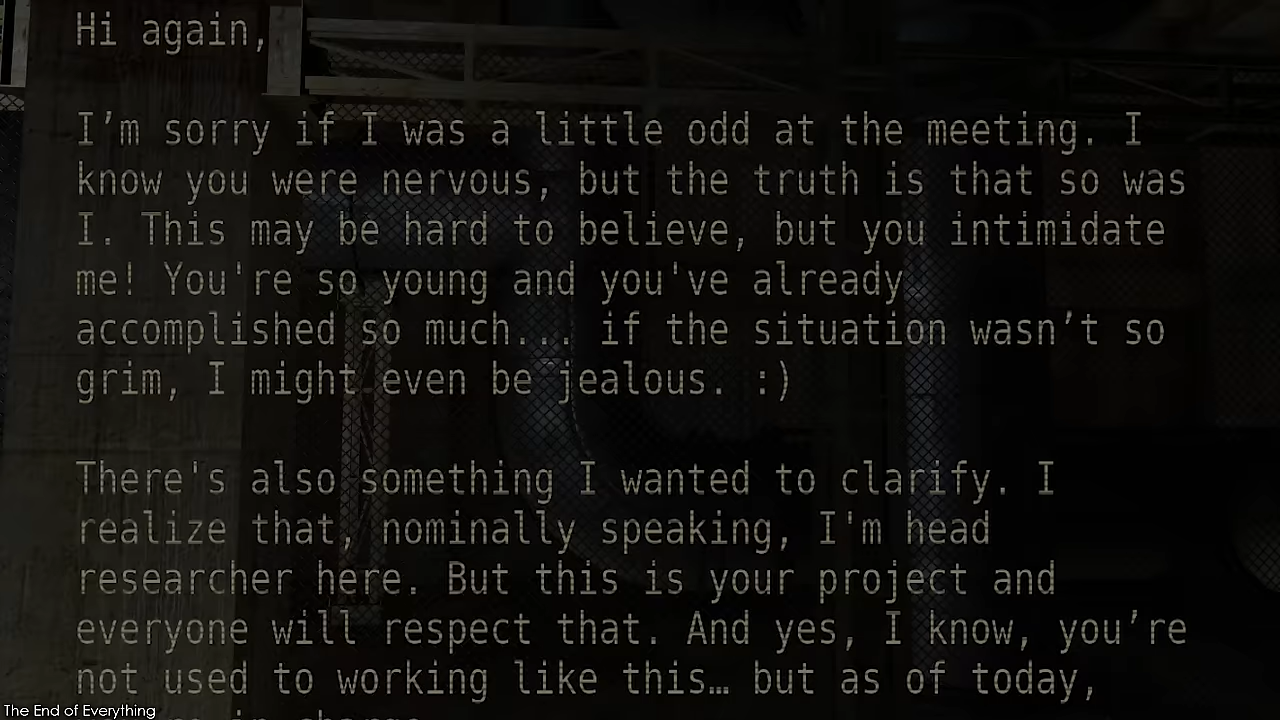 Hi again,
I’m sorry if I was a little odd at the meeting. I
know you were nervous, but the truth is that so was
I. This may be hard to believe, but you intimidate
me! You're so young and you've already
accomplished so much... if the situation wasn’t so
grim, I might even be jealous. :)
There's also something I wanted to clarify. I
realize that, nominally speaking, I'm head
researcher here. But this is your project and
everyone will respect that. And yes, I know, you’re
not used to working like this… but as of today,
in charge
The End of Everything